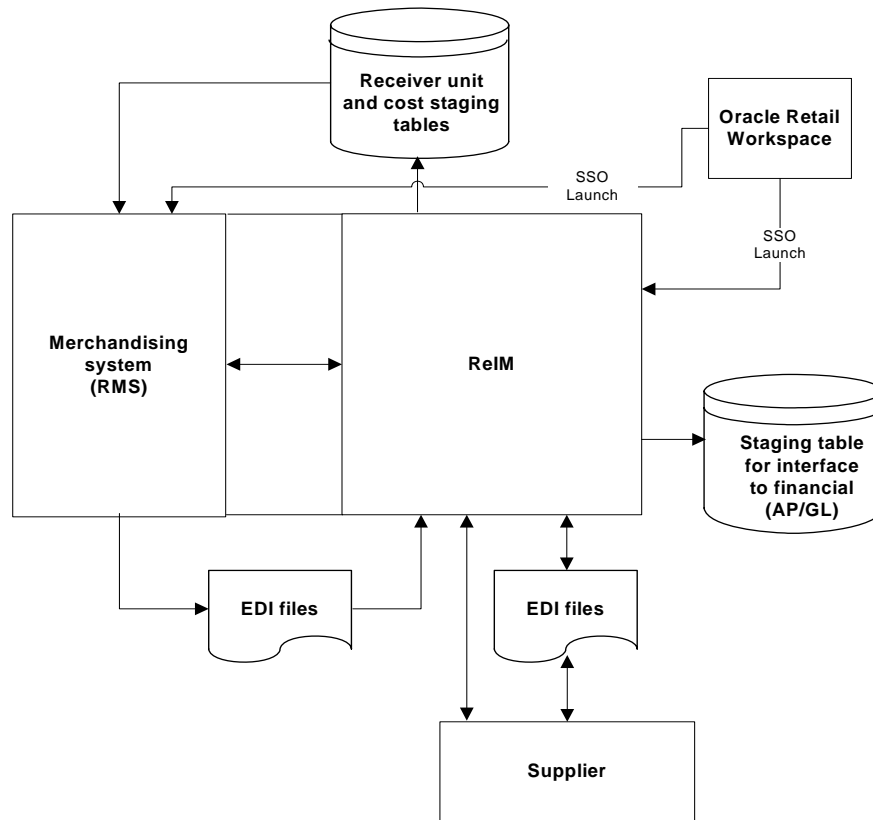 Receiver unit
and cost staging
tables
Oracle Retail
Workspace
SSO
Launch
SSO
Launch
Merchandising
system
(RMS)
ReIM
Staging table
for interface
to financial
(AP/GL)
EDI files
EDI files
Supplier